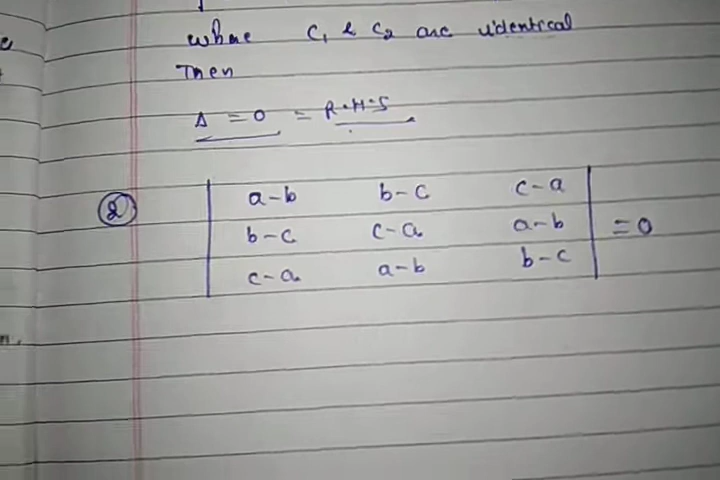 where C₁ & C₂ are identical
Then
Δ = 0 = R.H.S
② | a-b b-c c-a |
| b-c c-a a-b | = 0
| c-a a-b b-c |